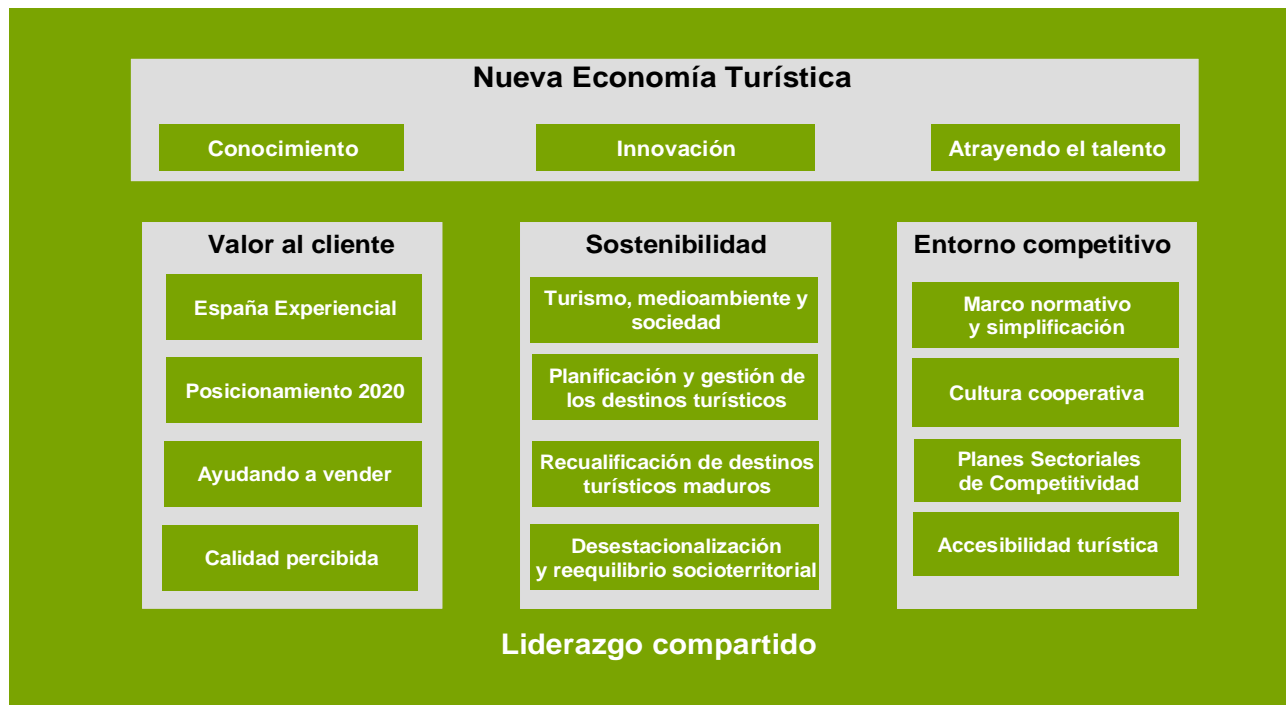 Nueva Economía Turística
Conocimiento
Innovación
Atrayendo el talento
Valor al cliente
España Experiencial
Posicionamiento 2020
Ayudando a vender
Calidad percibida
Sostenibilidad
Turismo, medioambiente y
sociedad
Planificación y gestión de
los destinos turísticos
Recualificación de destinos
turísticos maduros
Desestacionalización
y reequilibrio socioterritorial
Entorno competitivo
Marco normativo
y simplificación
Cultura cooperativa
Planes Sectoriales
de Competitividad
Accesibilidad turística
Liderazgo compartido